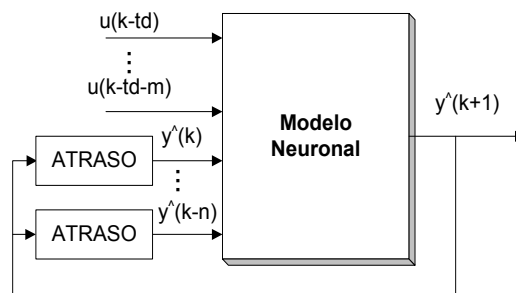 u(k-td)
⋮
u(k-td-m)
y^(k+1)
Modelo
Neuronal
y^(k)
ATRASO
⋮
y^(k-n)
ATRASO